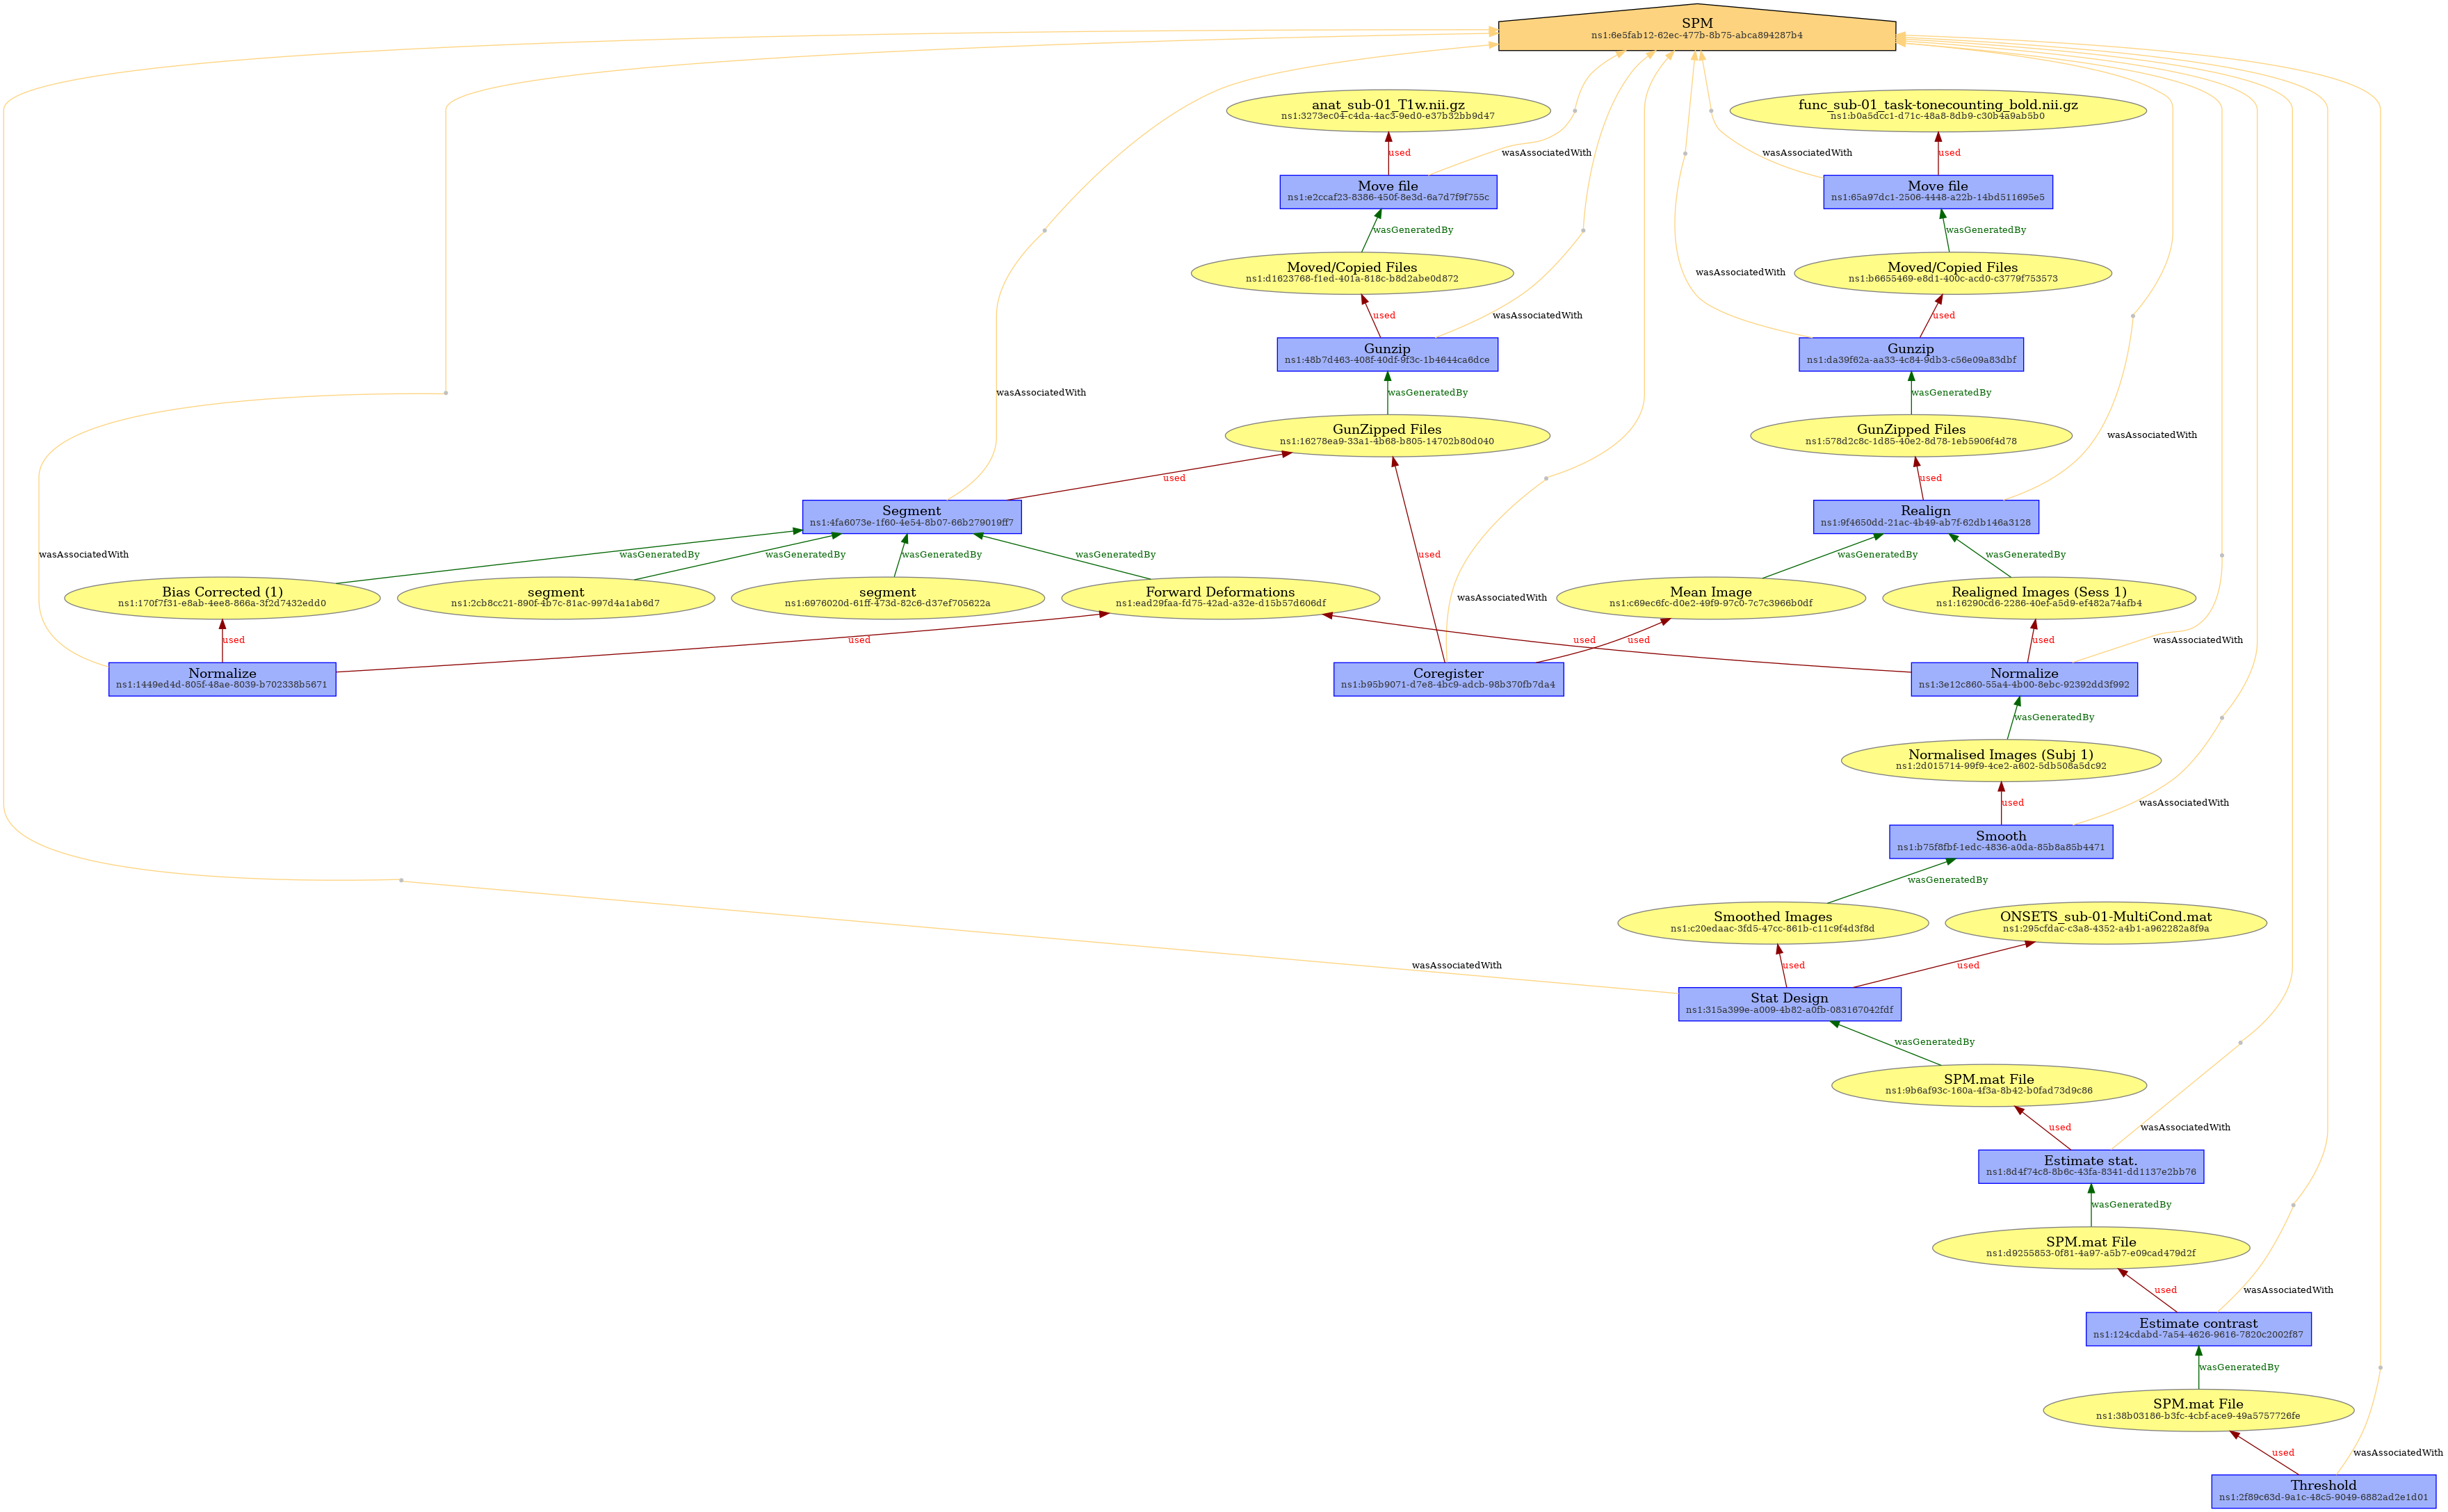 SPM
ns1:6e5fab12-62ec-477b-8b75-abca894287b4
anat_sub-01_T1w.nii.gz
ns1:3273ec04-c4da-4ac3-9ed0-e37b32bb9d47
func_sub-01_task-tonecounting_bold.nii.gz
ns1:b0a5dcc1-d71c-48a8-8db9-c30b4a9ab5b0
used
wasAssociatedWith
wasAssociatedWith
used
Move file
ns1:e2ccaf23-8386-450f-8e3d-6a7d7f9f755c
Move file
ns1:65a97dc1-2506-4448-a22b-14bd511695e5
wasGeneratedBy
wasGeneratedBy
Moved/Copied Files
ns1:d1623768-f1ed-401a-818c-b8d2abe0d872
wasAssociatedWith
Moved/Copied Files
ns1:b6655469-e8d1-400c-acd0-c3779f753573
used
wasAssociatedWith
used
Gunzip
ns1:48b7d463-408f-40df-9f3c-1b4644ca6dce
Gunzip
ns1:da39f62a-aa33-4c84-9db3-c56e09a83dbf
wasAssociatedWith
wasGeneratedBy
wasGeneratedBy
GunZipped Files
ns1:16278ea9-33a1-4b68-b805-14702b80d040
GunZipped Files
ns1:578d2c8c-1d85-40e2-8d78-1eb5906f4d78
wasAssociatedWith
used
used
Segment
ns1:4fa6073e-1f60-4e54-8b07-66b279019ff7
Realign
ns1:9f4650dd-21ac-4b49-ab7f-62db146a3128
wasAssociatedWith
wasGeneratedBy
wasGeneratedBy
wasGeneratedBy
wasGeneratedBy
used
wasGeneratedBy
wasGeneratedBy
Bias Corrected (1)
ns1:170f7f31-e8ab-4ee8-866a-3f2d7432edd0
segment
ns1:2cb8cc21-890f-4b7c-81ac-997d4a1ab6d7
segment
ns1:6976020d-61ff-473d-82c6-d37ef705622a
Forward Deformations
ns1:ead29faa-fd75-42ad-a32e-d15b57d606df
wasAssociatedWith
Mean Image
ns1:c69ec6fc-d0e2-49f9-97c0-7c7c3966b0df
Realigned Images (Sess 1)
ns1:16290cd6-2286-40ef-a5d9-ef482a74afb4
used
used
used
used
used
wasAssociatedWith
Normalize
ns1:1449ed4d-805f-48ae-8039-b702338b5671
Coregister
ns1:b95b9071-d7e8-4bc9-adcb-98b370fb7da4
Normalize
ns1:3e12c860-55a4-4b00-8ebc-92392dd3f992
wasGeneratedBy
Normalised Images (Subj 1)
ns1:2d015714-99f9-4ce2-a602-5db508a5dc92
used
wasAssociatedWith
Smooth
ns1:b75f8fbf-1edc-4836-a0da-85b8a85b4471
wasGeneratedBy
Smoothed Images
ns1:c20edaac-3fd5-47cc-861b-c11c9f4d3f8d
ONSETS_sub-01-MultiCond.mat
ns1:295cfdac-c3a8-4352-a4b1-a962282a8f9a
wasAssociatedWith
used
used
Stat Design
ns1:315a399e-a009-4b82-a0fb-083167042fdf
wasGeneratedBy
SPM.mat File
ns1:9b6af93c-160a-4f3a-8b42-b0fad73d9c86
used
wasAssociatedWith
Estimate stat.
ns1:8d4f74c8-8b6c-43fa-8341-dd1137e2bb76
wasGeneratedBy
SPM.mat File
ns1:d9255853-0f81-4a97-a5b7-e09cad479d2f
used
wasAssociatedWith
Estimate contrast
ns1:124cdabd-7a54-4626-9616-7820c2002f87
wasGeneratedBy
SPM.mat File
ns1:38b03186-b3fc-4cbf-ace9-49a5757726fe
used
wasAssociatedWith
Threshold
ns1:2f89c63d-9a1c-48c5-9049-6882ad2e1d01